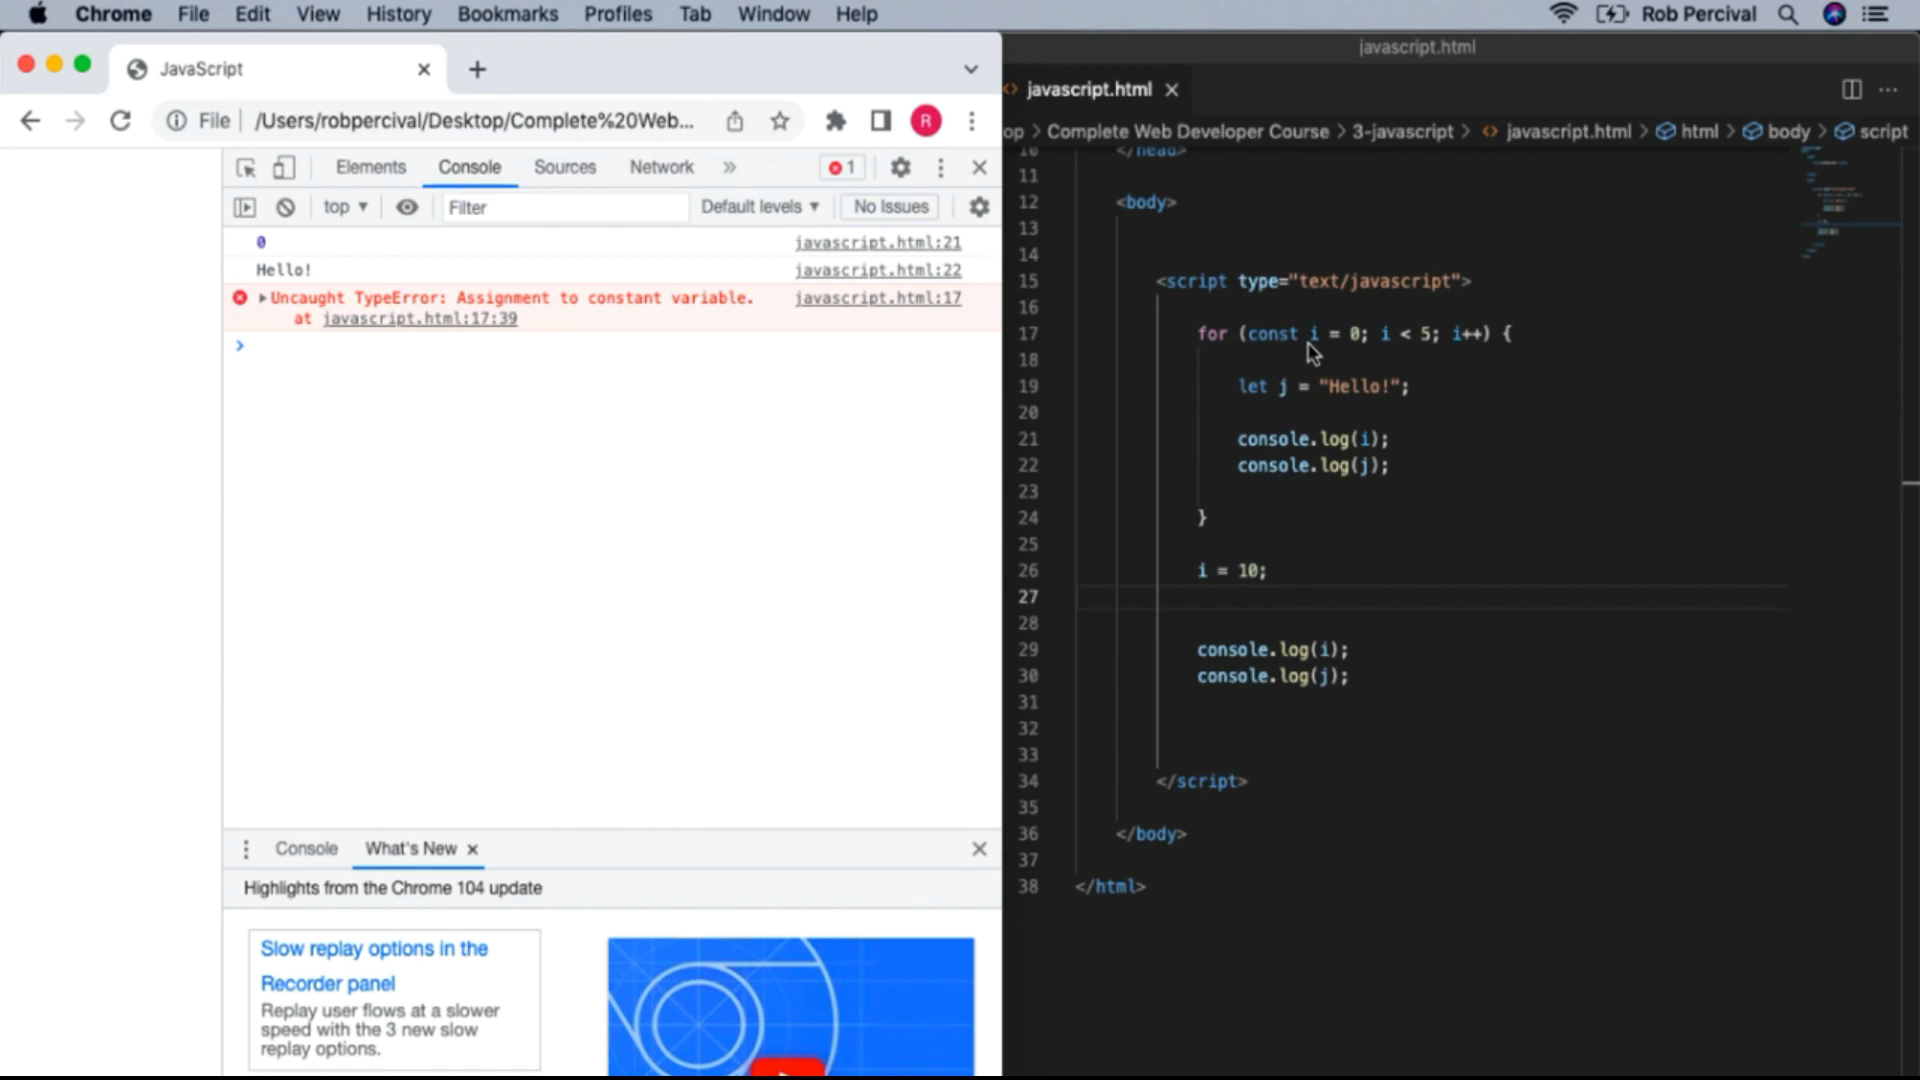 Chrome File Edit View History Bookmarks Profiles Tab Window Help Rob Percival
JavaScript
File /Users/robpercival/Desktop/Complete%20Web... R
Elements Console Sources Network 1
top Filter Default levels No Issues
0 javascript.html:21
Hello! javascript.html:22
Uncaught TypeError: Assignment to constant variable. javascript.html:17
at javascript.html:17:39
Console What's New
Highlights from the Chrome 104 update
Slow replay options in the
Recorder panel
Replay user flows at a slower
speed with the 3 new slow
replay options.
javascript.html
javascript.html
op > Complete Web Developer Course > 3-javascript > javascript.html > html > body > script
10 </head>
11
12 <body>
13
14
15 <script type="text/javascript">
16
17 for (const i = 0; i < 5; i++) {
18
19 let j = "Hello!";
20
21 console.log(i);
22 console.log(j);
23
24 }
25
26 i = 10;
27
28
29 console.log(i);
30 console.log(j);
31
32
33
34 </script>
35
36 </body>
37
38 </html>